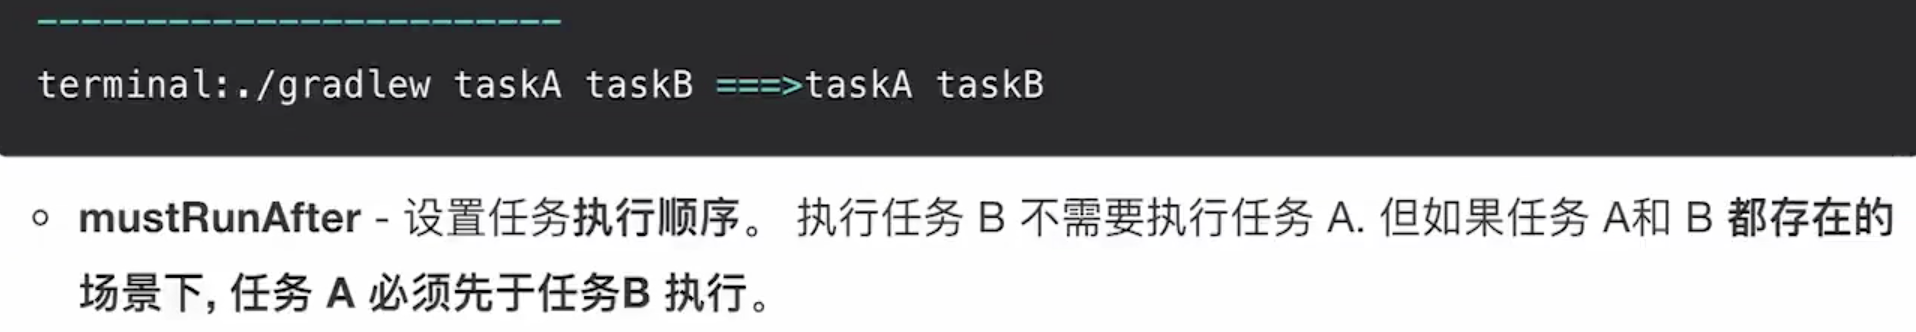 ------------------------
terminal:./gradlew taskA taskB ===>taskA taskB
mustRunAfter - 设置任务执行顺序。 执行任务 B 不需要执行任务 A. 但如果任务 A和 B 都存在的
场景下, 任务 A 必须先于任务B 执行。